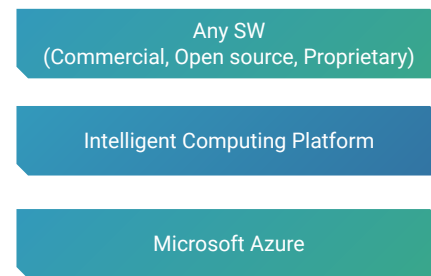 Any SW
(Commercial, Open source, Proprietary)
Intelligent Computing Platform
Microsoft Azure